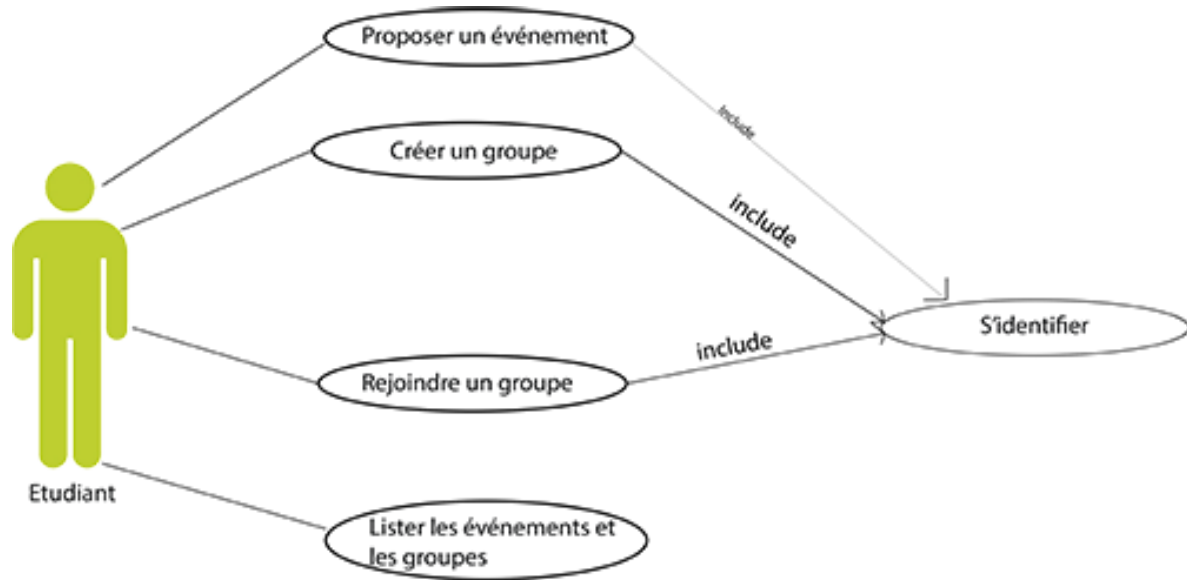 Proposer un événement
Include
Créer un groupe
include
S'identifier
include
Rejoindre un groupe
Etudiant
Lister les événements et
les groupes